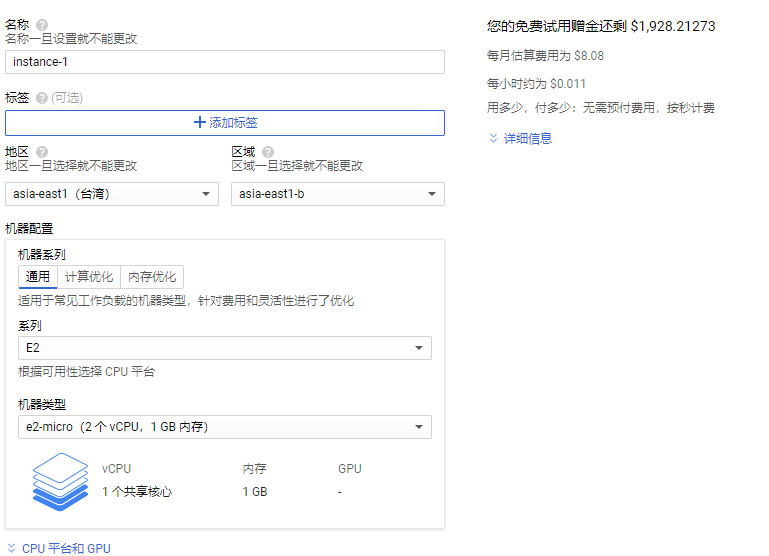 名称
名称一旦设置就不能更改
instance-1
标签 (可选)
添加标签
地区
地区一旦选择就不能更改
asia-east1（台湾）
区域
区域一旦选择就不能更改
asia-east1-b
机器配置
机器系列
通用 计算优化 内存优化
适用于常见工作负载的机器类型，针对费用和灵活性进行了优化
系列
E2
根据可用性选择 CPU 平台
机器类型
e2-micro（2 个 vCPU，1 GB 内存）
vCPU 内存 GPU
1 个共享核心 1 GB -
CPU 平台和 GPU
您的免费试用赠金还剩 $1,928.21273
每月估算费用为 $8.08
每小时约为 $0.011
用多少，付多少：无需预付费用，按秒计费
详细信息